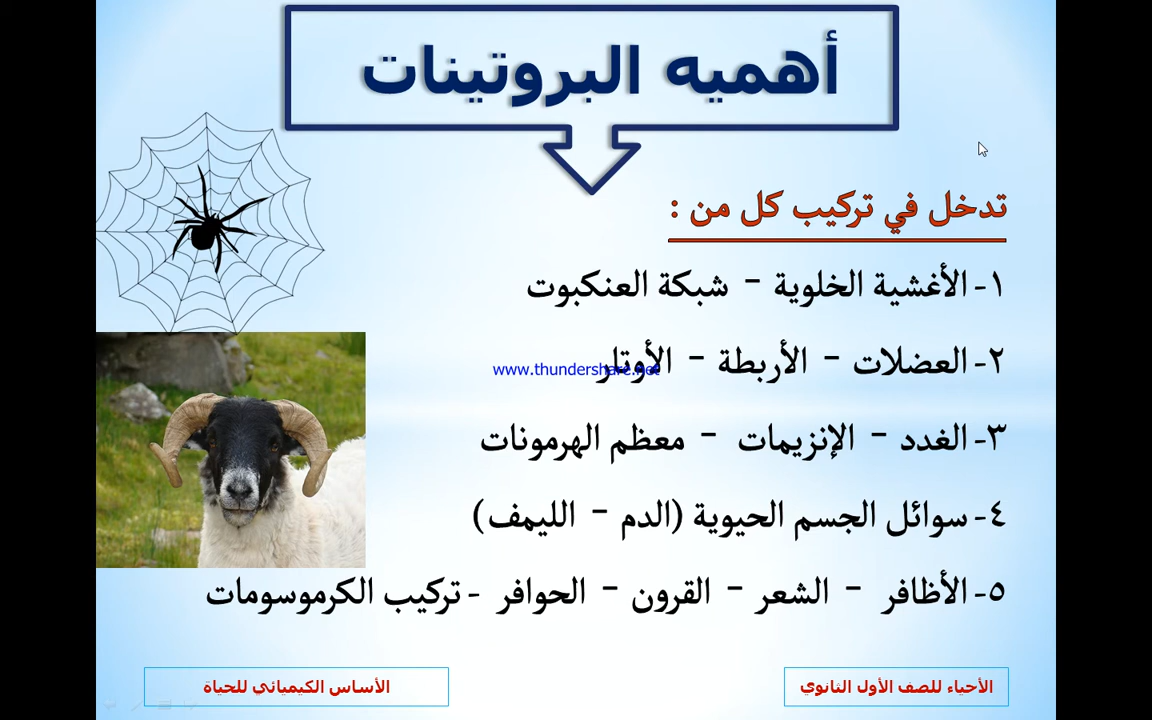 أهميه البروتينات
تدخل في تركيب كل من :
١- الأغشية الخلوية – شبكة العنكبوت
٢- العضلات – الأربطة – الأوتار
www.thundershare.net
٣- الغدد – الإنزيمات – معظم الهرمونات
٤- سوائل الجسم الحيوية (الدم – الليمف)
٥- الأظافر – الشعر – القرون – الحوافر - تركيب الكرموسومات
الأحياء للصف الأول الثانوي
الأساس الكيميائي للحياة